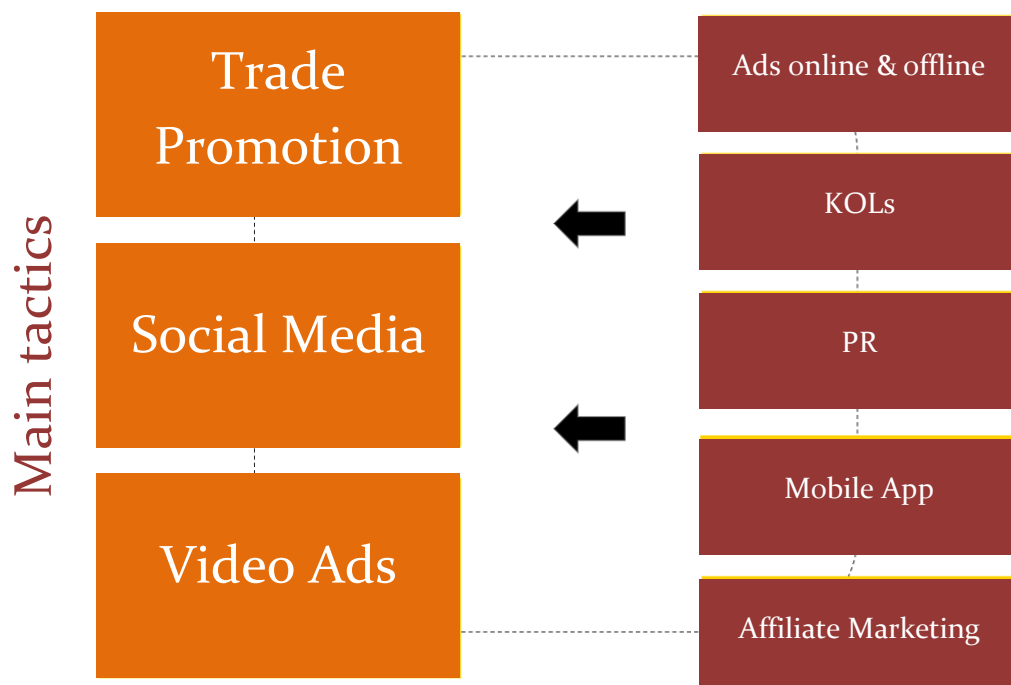 Main tactics
Trade
Promotion
Social Media
Video Ads
Ads online & offline
KOLs
PR
Mobile App
Affiliate Marketing